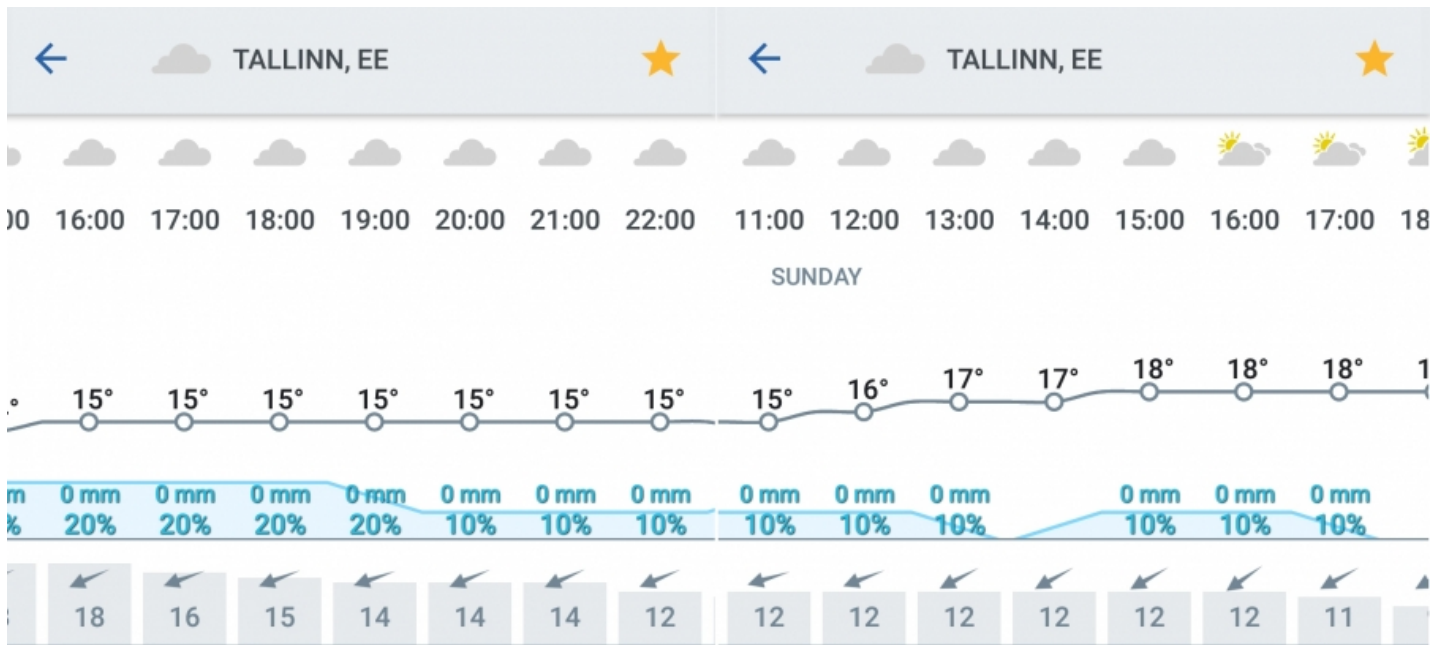 TALLINN, EE
16:00 17:00 18:00 19:00 20:00 21:00 22:00
15° 15° 15° 15° 15° 15° 15°
0 mm 0 mm 0 mm 0 mm 0 mm 0 mm 0 mm
20% 20% 20% 20% 10% 10% 10%
18 16 15 14 14 14 12
TALLINN, EE
11:00 12:00 13:00 14:00 15:00 16:00 17:00 18
SUNDAY
15° 16° 17° 17° 18° 18° 18°
0 mm 0 mm 0 mm 0 mm 0 mm 0 mm
10% 10% 10% 10% 10% 10%
12 12 12 12 12 12 11